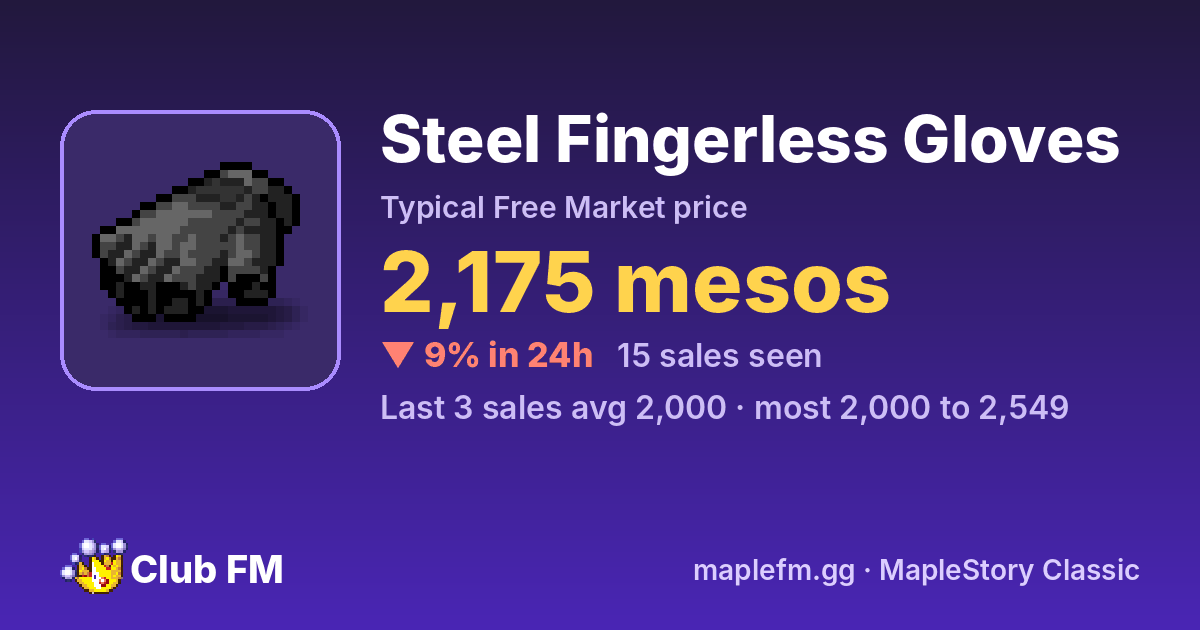 Steel Fingerless Gloves
Typical Free Market price
2,175 mesos
▼ 9% in 24h 15 sales seen
Last 3 sales avg 2,000 · most 2,000 to 2,549
Club FM
maplefm.gg · MapleStory Classic